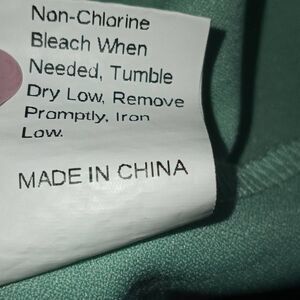 Non-Chlorine
Bleach When
Needed, Tumble
Dry Low, Remove
Promptly, Iron
Low.
MADE IN CHINA